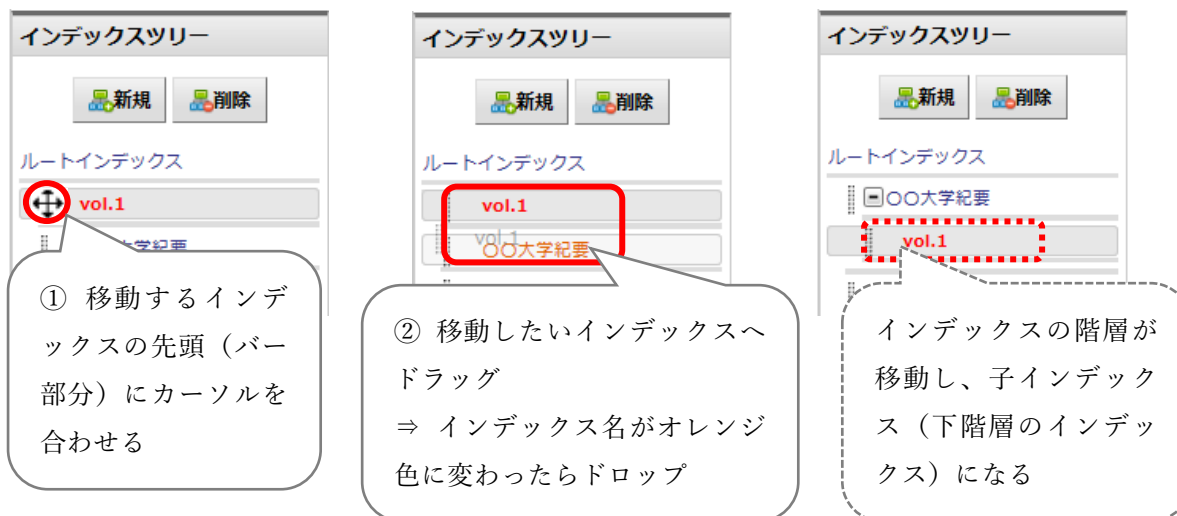 インデックスツリー
新規 削除
ルートインデックス
vol.1
大学紀要
① 移動するインデ
ックスの先頭（バー
部分）にカーソルを
合わせる
インデックスツリー
新規 削除
ルートインデックス
vol.1
vol.1
〇〇大学紀要
② 移動したいインデックスへ
ドラッグ
⇒ インデックス名がオレンジ
色に変わったらドロップ
インデックスツリー
新規 削除
ルートインデックス
〇〇大学紀要
vol.1
インデックスの階層が
移動し、子インデック
ス（下階層のインデッ
クス）になる